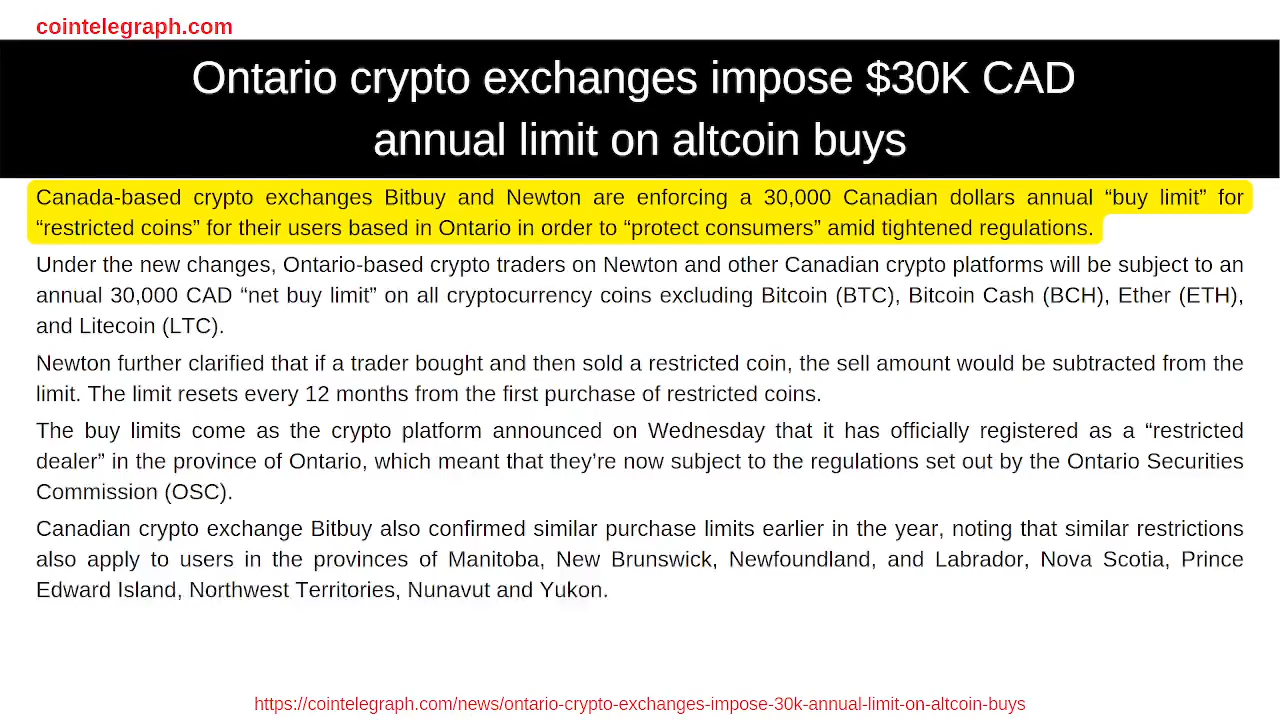 cointelegraph.com
Ontario crypto exchanges impose $30K CAD
annual limit on altcoin buys
Canada-based crypto exchanges Bitbuy and Newton are enforcing a 30,000 Canadian dollars annual “buy limit” for
“restricted coins” for their users based in Ontario in order to “protect consumers” amid tightened regulations.
Under the new changes, Ontario-based crypto traders on Newton and other Canadian crypto platforms will be subject to an
annual 30,000 CAD “net buy limit” on all cryptocurrency coins excluding Bitcoin (BTC), Bitcoin Cash (BCH), Ether (ETH),
and Litecoin (LTC).
Newton further clarified that if a trader bought and then sold a restricted coin, the sell amount would be subtracted from the
limit. The limit resets every 12 months from the first purchase of restricted coins.
The buy limits come as the crypto platform announced on Wednesday that it has officially registered as a “restricted
dealer” in the province of Ontario, which meant that they’re now subject to the regulations set out by the Ontario Securities
Commission (OSC).
Canadian crypto exchange Bitbuy also confirmed similar purchase limits earlier in the year, noting that similar restrictions
also apply to users in the provinces of Manitoba, New Brunswick, Newfoundland, and Labrador, Nova Scotia, Prince
Edward Island, Northwest Territories, Nunavut and Yukon.
https://cointelegraph.com/news/ontario-crypto-exchanges-impose-30k-annual-limit-on-altcoin-buys